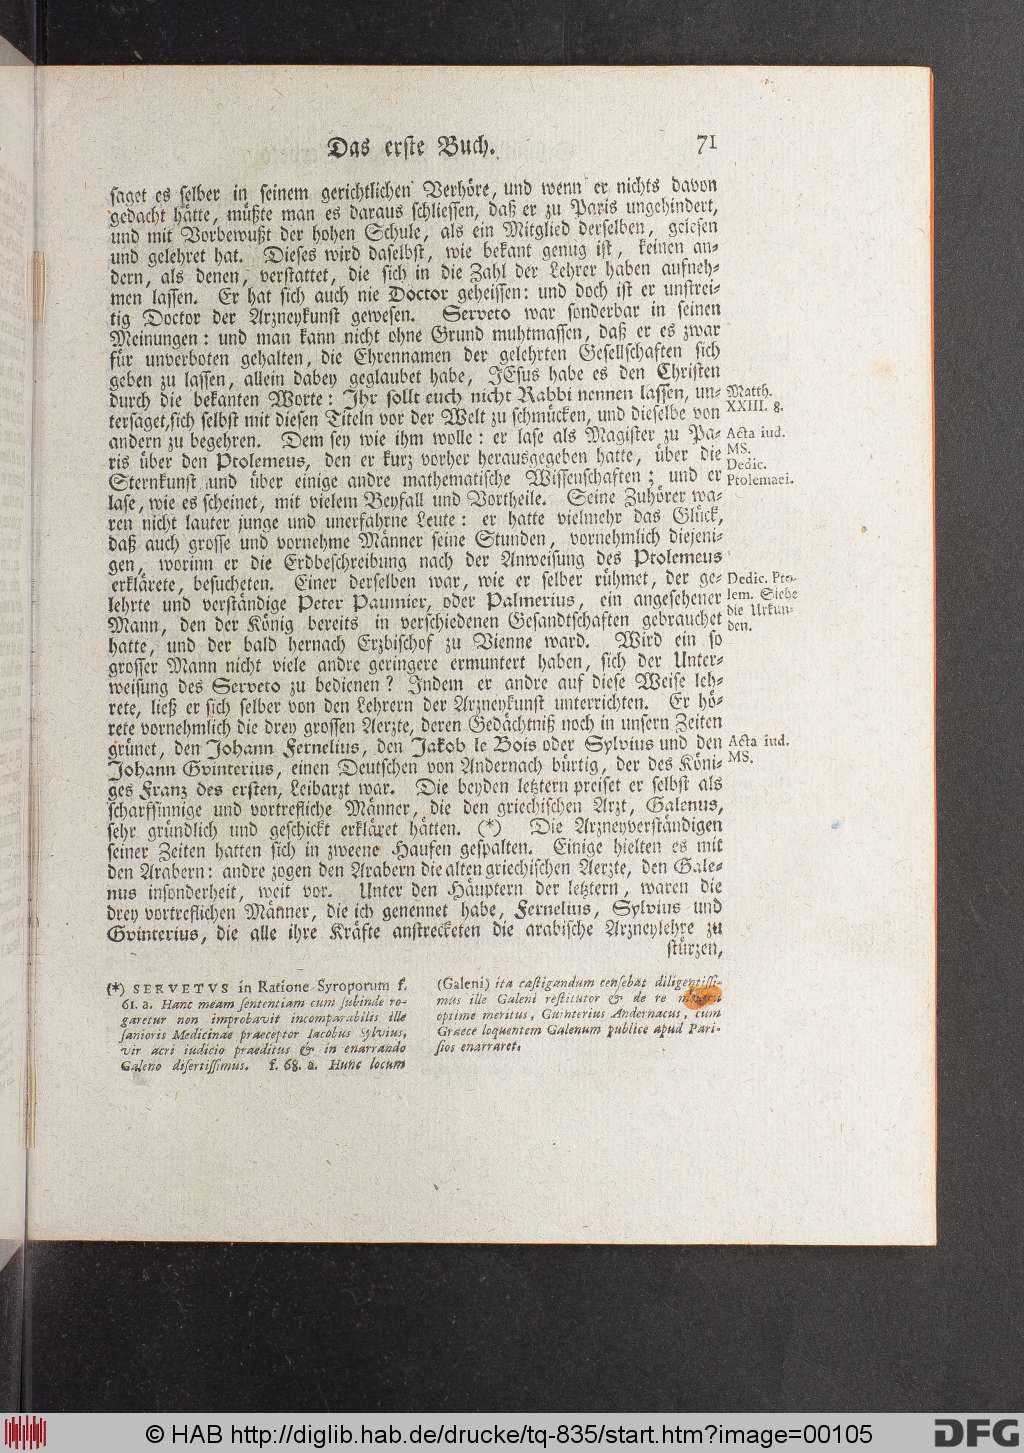 Das erste Buch. 71
saget es selber in seinem gerichtlichen Verhöre, und wenn er nichts davon
gedacht hätte, müßte man es daraus schliessen, daß er zu Paris ungehindert,
und mit Vorbewußt der hohen Schule, als ein Mitglied derselben, gelesen
und gelehret hat. Dieses wird daselbst, wie bekant genug ist, keinen an-
dern, als denen, verstattet, die sich in die Zahl der Lehrer haben aufneh-
men lassen. Er hat sich auch nie Doctor geheissen: und doch ist er unstrei-
tig Doctor der Arzneykunst gewesen. Serveto war sonderbar in seinen
Meinungen: und man kann nicht ohne Grund muhtmassen, daß er es zwar
für unverboten gehalten, die Ehrennamen der gelehrten Gesellschaften sich
geben zu lassen, allein dabey geglaubet habe, JEsus habe es den Christen
durch die bekanten Worte: Ihr sollt euch nicht Rabbi nennen lassen, un-
tersaget, sich selbst mit diesen Titeln vor der Welt zu schmücken, und dieselbe von
andern zu begehren. Dem sey wie ihm wolle: er lase als Magister zu Pa-
ris über den Ptolemeus, den er kurz vorher herausgegeben hatte, über die
Sternkunst und über einige andre mathematische Wissenschaften; und er
lase, wie es scheinet, mit vielem Beyfall und Vortheile. Seine Zuhörer wa-
ren nicht lauter junge und unerfahrne Leute: er hatte vielmehr das Glück,
daß auch grosse und vornehme Männer seine Stunden, vornehmlich diejeni-
gen, worinn er die Erdbeschreibung nach der Anweisung des Ptolemeus
erklärete, besucheten. Einer derselben war, wie er selber rühmet, der ge-
lehrte und verständige Peter Paumier, oder Palmerius, ein angesehener
Mann, den der König bereits in verschiedenen Gesandtschaften gebrauchet
hatte, und der bald hernach Erzbischof zu Vienne ward. Wird ein so
grosser Mann nicht viele andre geringere ermuntert haben, sich der Unter-
weisung des Serveto zu bedienen? Indem er andre auf diese Weise leh-
rete, ließ er sich selber von den Lehrern der Arzneykunst unterrichten. Er hö-
rete vornehmlich die drey grossen Aerzte, deren Gedächtniß noch in unsern Zeiten
grünet, den Johann Fernelius, den Jakob le Bois oder Sylvius und den
Johann Gvinterius, einen Deutschen von Andernach bürtig, der des Köni-
ges Franz des ersten, Leibarzt war. Die beyden letztern preiset er selbst als
scharfsinnige und vortrefliche Männer, die den griechischen Arzt, Galenus,
sehr gründlich und geschickt erkläret hätten. (*) Die Arzneyverständigen
seiner Zeiten hatten sich in zweene Haufen gespalten. Einige hielten es mit
den Arabern: andre zogen den Arabern die alten griechischen Aerzte, den Gale-
nus insonderheit, weit vor. Unter den Häuptern der letztern, waren die
drey vortreflichen Männer, die ich genennet habe, Fernelius, Sylvius und
Gvinterius, die alle ihre Kräfte anstrecketen die arabische Arzneylehre zu
stürzen,
Matth.
XXIII. 8.
Acta iud.
MS.
Dedic.
Ptolemaei.
Dedic. Pto-
lem. Siehe
die Urkun-
den.
Acta iud.
MS.
(*) SERVETVS in Ratione Syroporum f.
61. a. Hanc meam sententiam cum subinde ro-
garetur non improbavit incomparabilis ille
sanioris Medicinae praeceptor Iacobus Sylvius,
vir acri iudicio praeditus & in enarrando
Galeno disertissimus. f. 68. a. Hunc locum
(Galeni) ita castigandum censebat diligentissi-
mus ille Galeni restitutor & de re
optime meritus, Guinterius Andernacus, cum
Graece loquentem Galenum publice apud Pari-
sios enarraret.
© HAB http://diglib.hab.de/drucke/tq-835/start.htm?image=00105
DFG